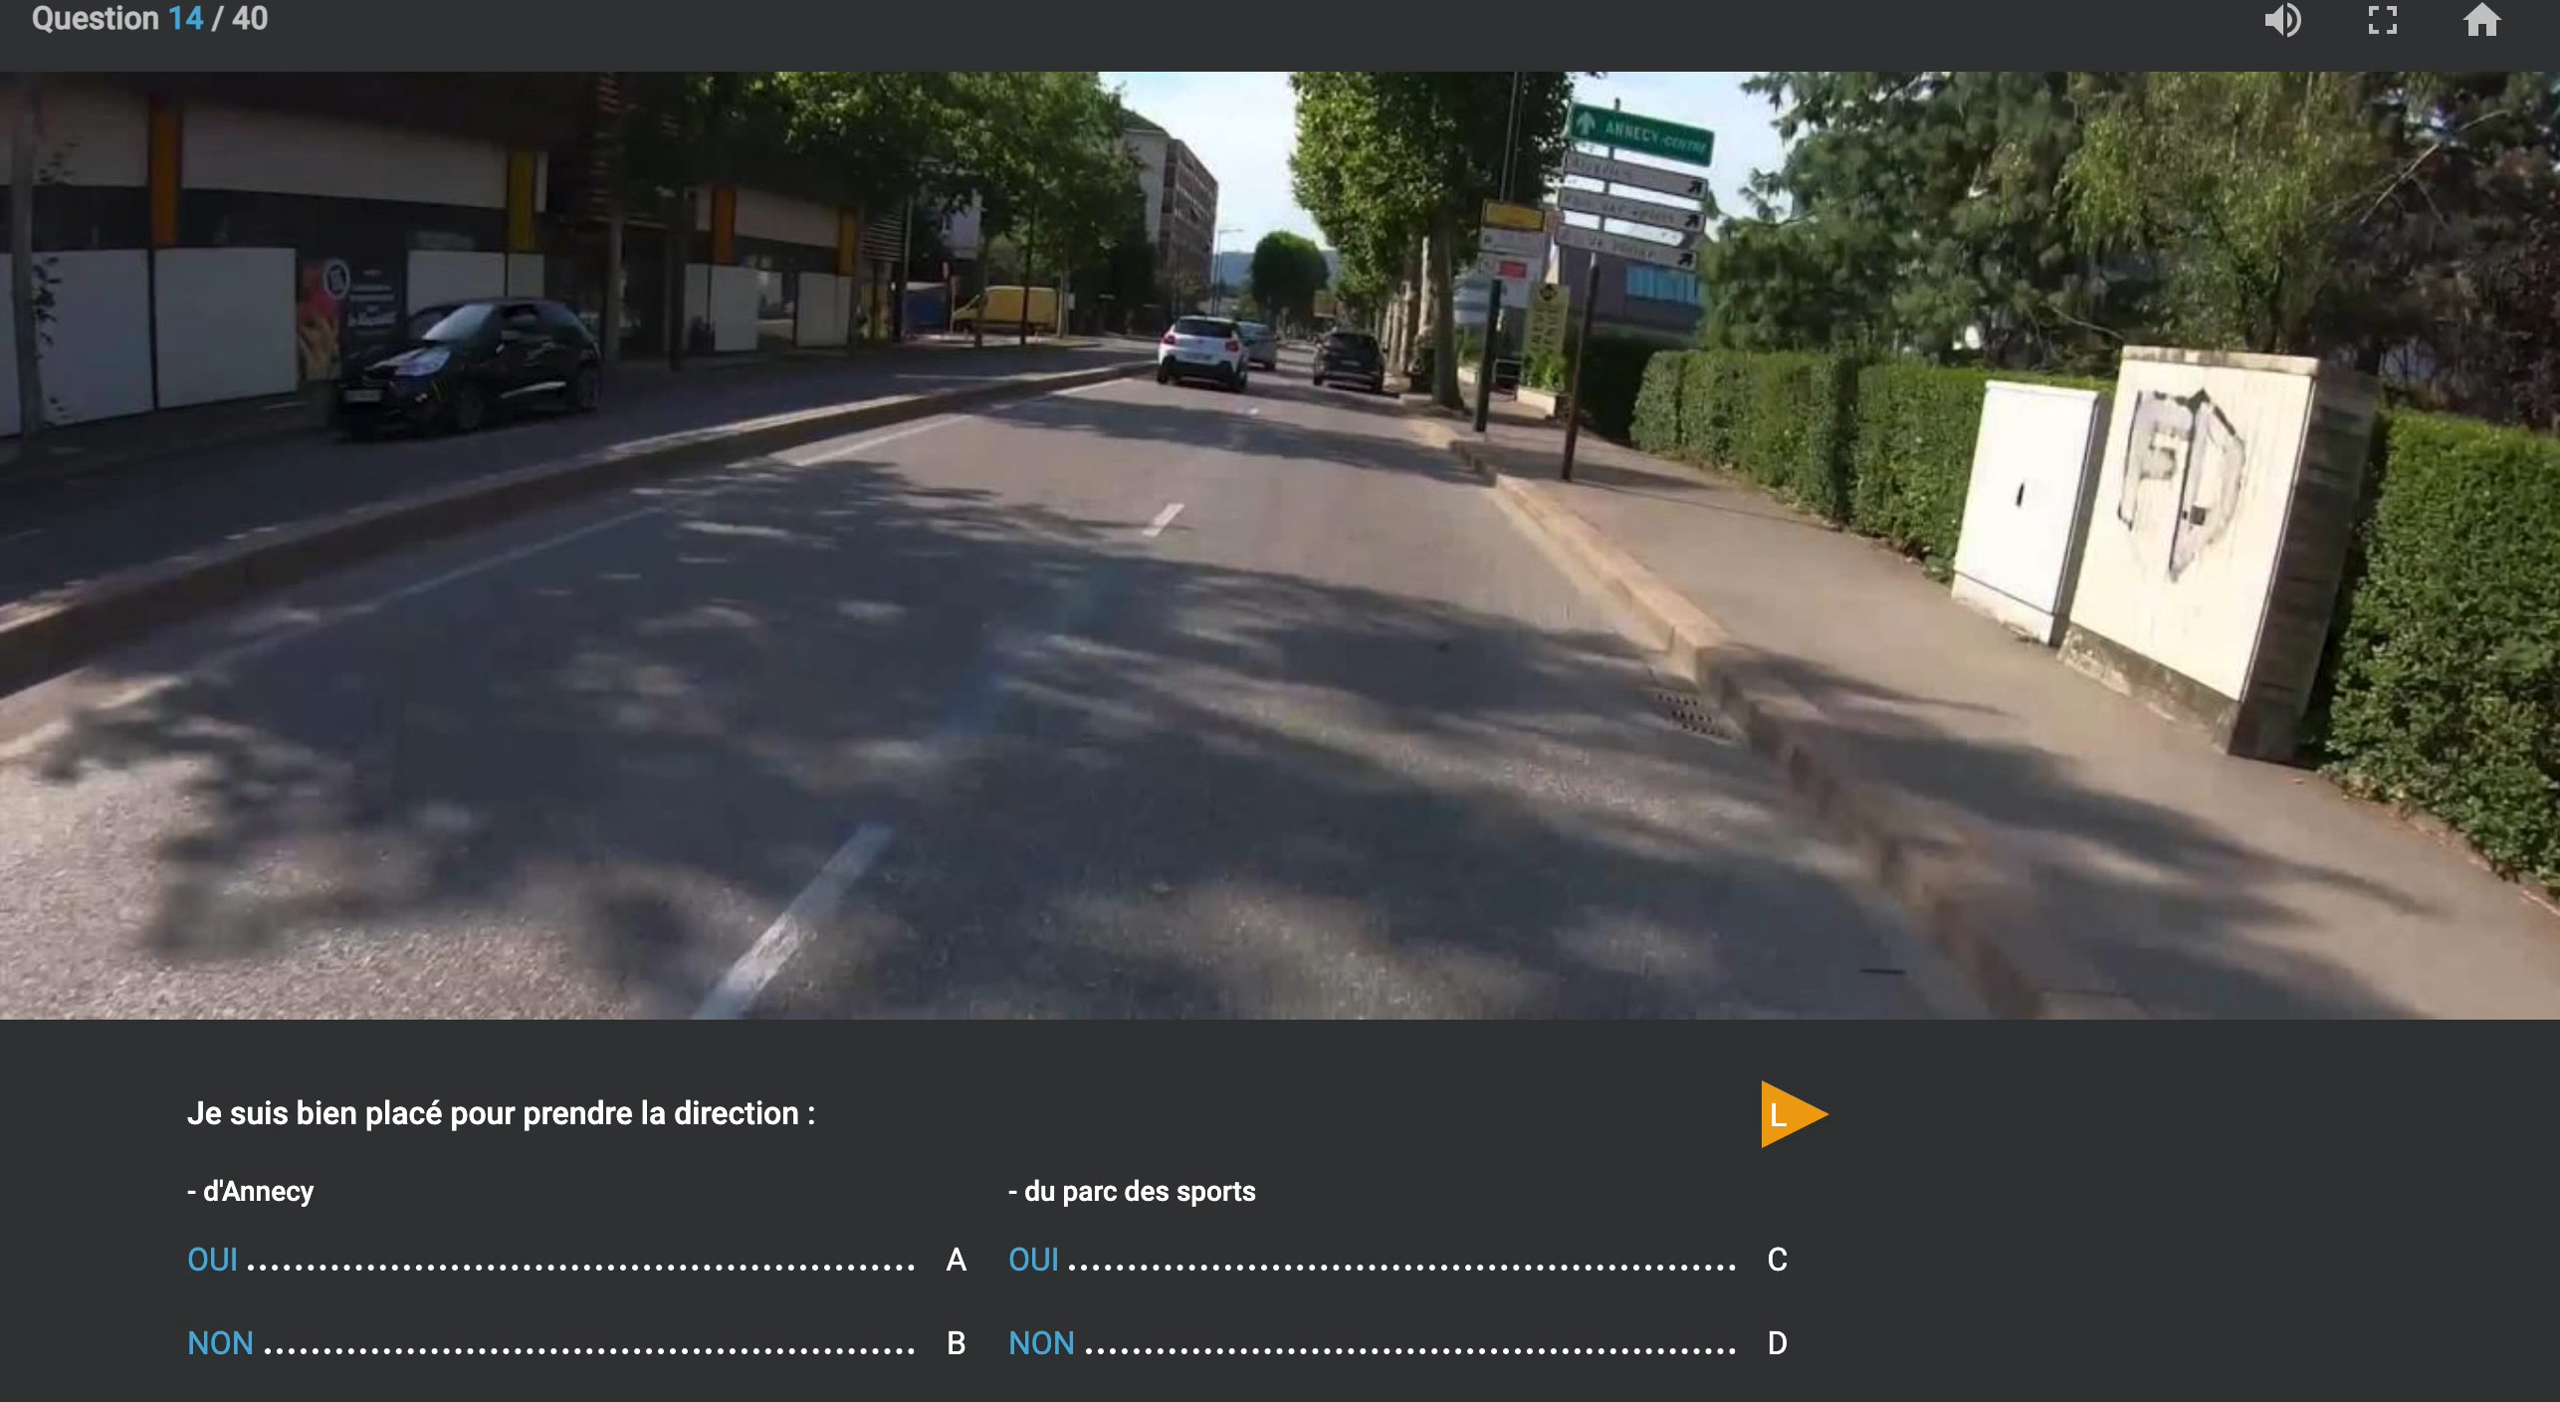 Question 14 / 40
ANNECY-CENTRE
Je suis bien placé pour prendre la direction :
L
- d'Annecy
- du parc des sports
OUI ........................................................ A
OUI ........................................................ C
NON ....................................................... B
NON ....................................................... D